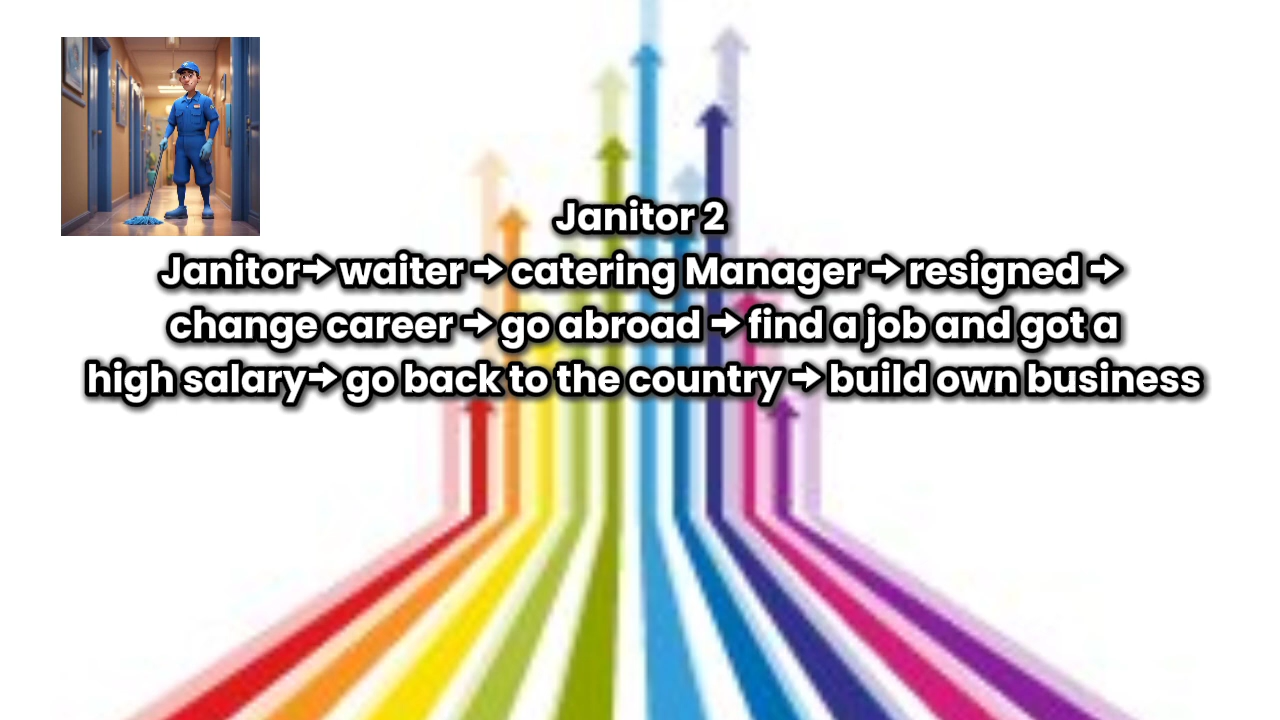 Janitor 2
Janitor→ waiter → catering Manager → resigned →
change career → go abroad → find a job and got a
high salary→ go back to the country → build own business